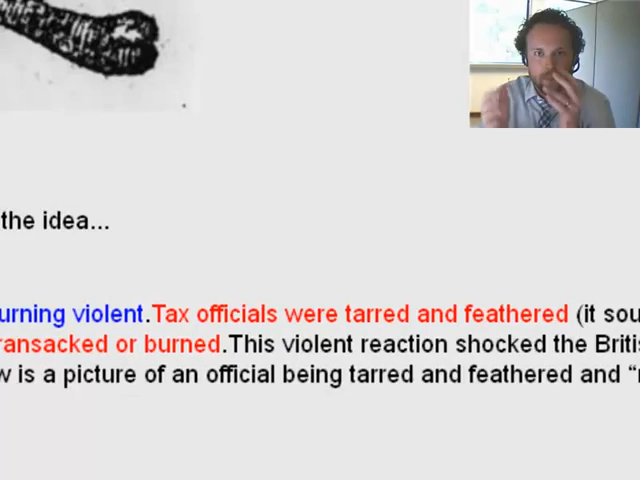 the idea...
urning violent.Tax officials were tarred and feathered (it sou
ransacked or burned.This violent reaction shocked the Britis
w is a picture of an official being tarred and feathered and “